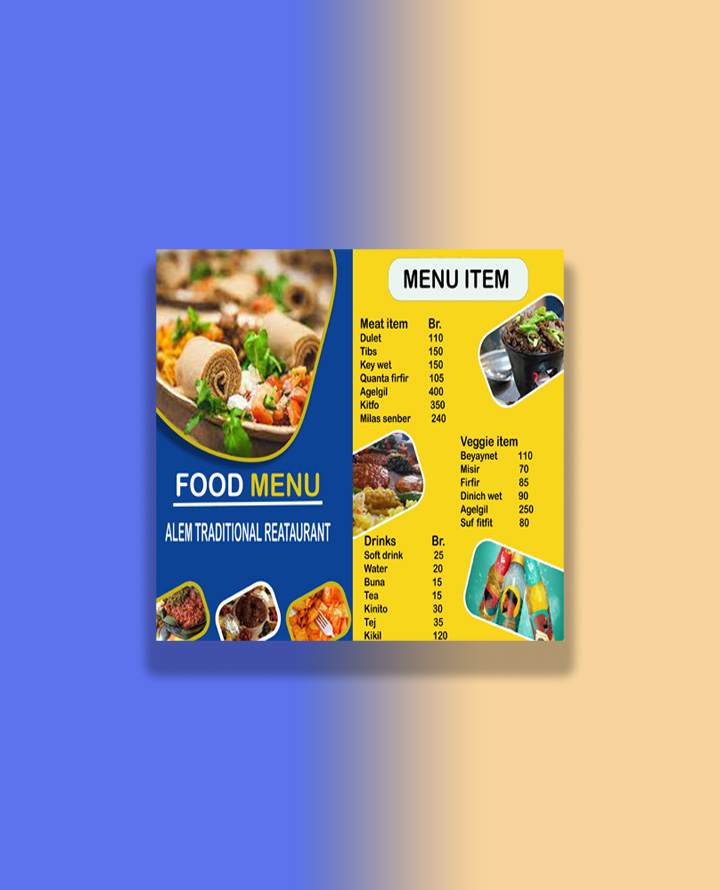 FOOD MENU
ALEM TRADITIONAL REATAURANT
MENU ITEM
Meat item Br.
Dulet 110
Tibs 150
Key wet 150
Quanta firfir 105
Agelgil 400
Kitfo 350
Milas senber 240
Veggie item
Beyaynet 110
Misir 70
Firfir 85
Dinich wet 90
Agelgil 250
Suf fitfit 80
Drinks Br.
Soft drink 25
Water 20
Buna 15
Tea 15
Kinito 30
Tej 35
Kikil 120